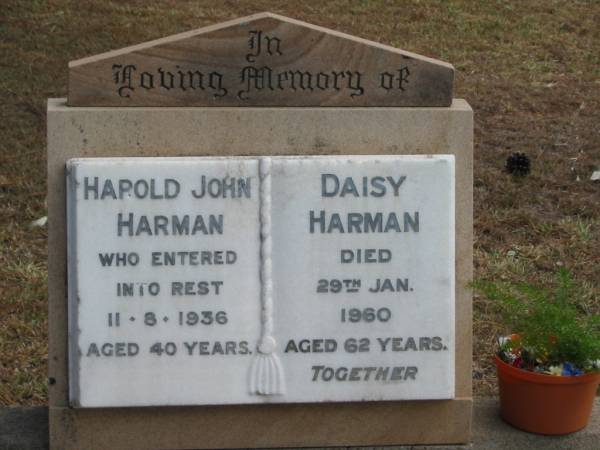 In
Loving Memory of
HAROLD JOHN
HARMAN
WHO ENTERED
INTO REST
11 · 8 · 1936
AGED 40 YEARS.
DAISY
HARMAN
DIED
29TH JAN.
1960
AGED 62 YEARS.
TOGETHER